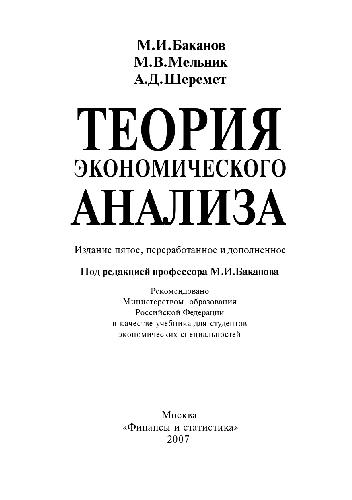 М.И.Баканов
М.В.Мельник
А.Д.Шеремет
ТЕОРИЯ
ЭКОНОМИЧЕСКОГО
АНАЛИЗА
Издание пятое, переработанное и дополненное
Под редакцией профессора М.И.Баканова
Рекомендовано
Министерством образования
Российской Федерации
в качестве учебника для студентов
экономических специальностей
Москва
«Финансы и статистика»
2007